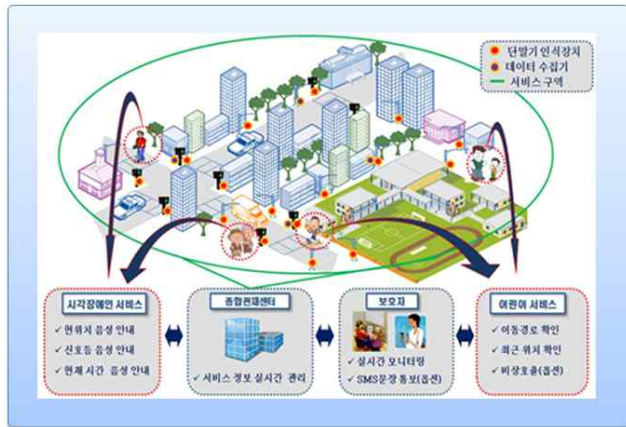 단말기 인식장치
데이터 수집기
서비스 구역
시각장애인 서비스
✓ 현위치 음성 안내
✓ 신호등 음성 안내
✓ 현재 시간 음성 안내
종합관제센터
✓ 서비스 정보 실시간 관리
보호자
✓ 실시간 모니터링
✓ SMS문장 통보(옵션)
어린이 서비스
✓ 이동경로 확인
✓ 최근 위치 확인
✓ 비상호출(옵션)